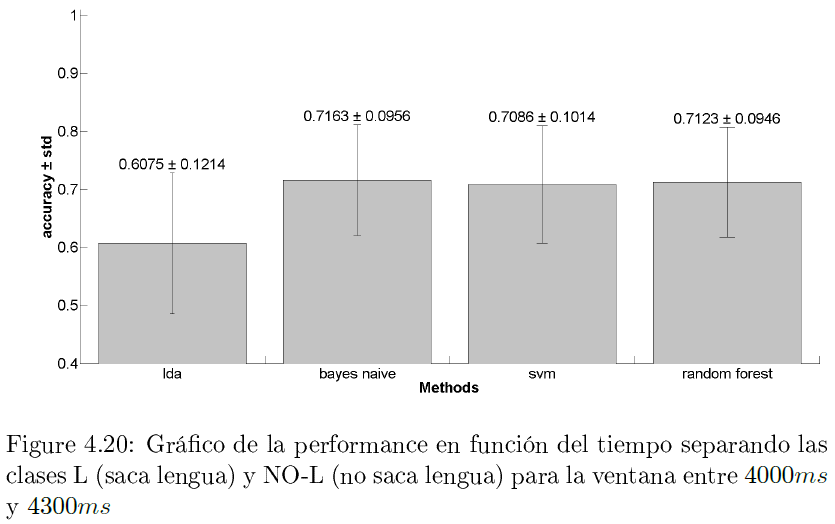 1
0.9
0.8
0.7
0.6
0.5
0.4
accuracy ± std
0.6075 ± 0.1214
0.7163 ± 0.0956
0.7086 ± 0.1014
0.7123 ± 0.0946
lda
bayes naive
svm
random forest
Methods
Figure 4.20: Gráfico de la performance en función del tiempo separando las
clases L (saca lengua) y NO-L (no saca lengua) para la ventana entre 4000ms
y 4300ms